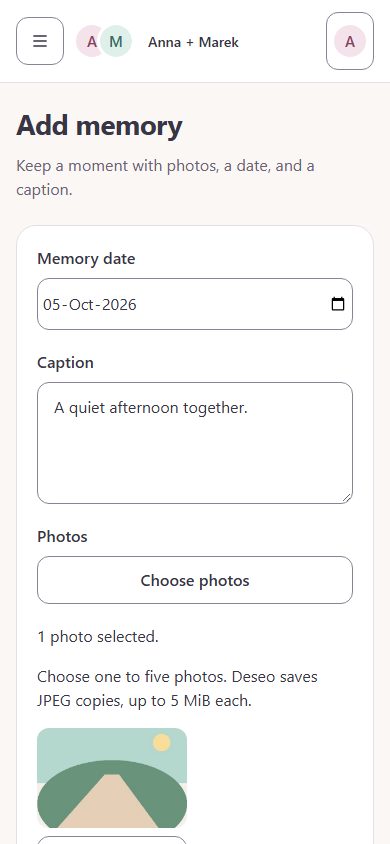 A M Anna + Marek A
Add memory
Keep a moment with photos, a date, and a
caption.
Memory date
05-Oct-2026
Caption
A quiet afternoon together.
Photos
Choose photos
1 photo selected.
Choose one to five photos. Deseo saves
JPEG copies, up to 5 MiB each.